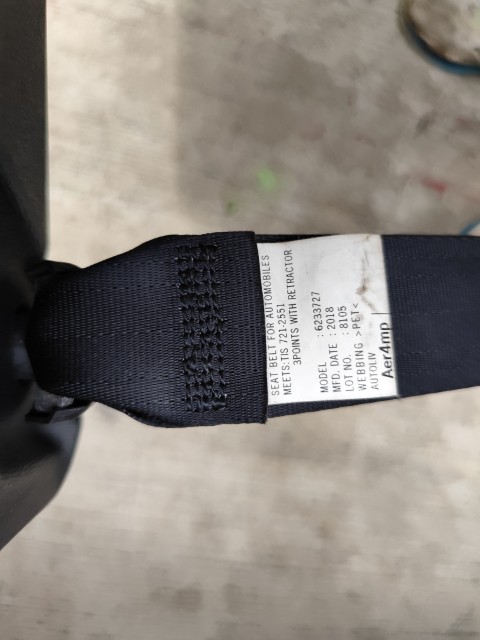 SEAT BELT FOR AUTOMOBILES
MEETS: TIS 721-2551
3POINTS WITH RETRACTOR
MODEL : 6233727
MFD. DATE : 2018
LOT NO. : 8105
WEBBING >PET<
AUTOLIV
Aer4mp